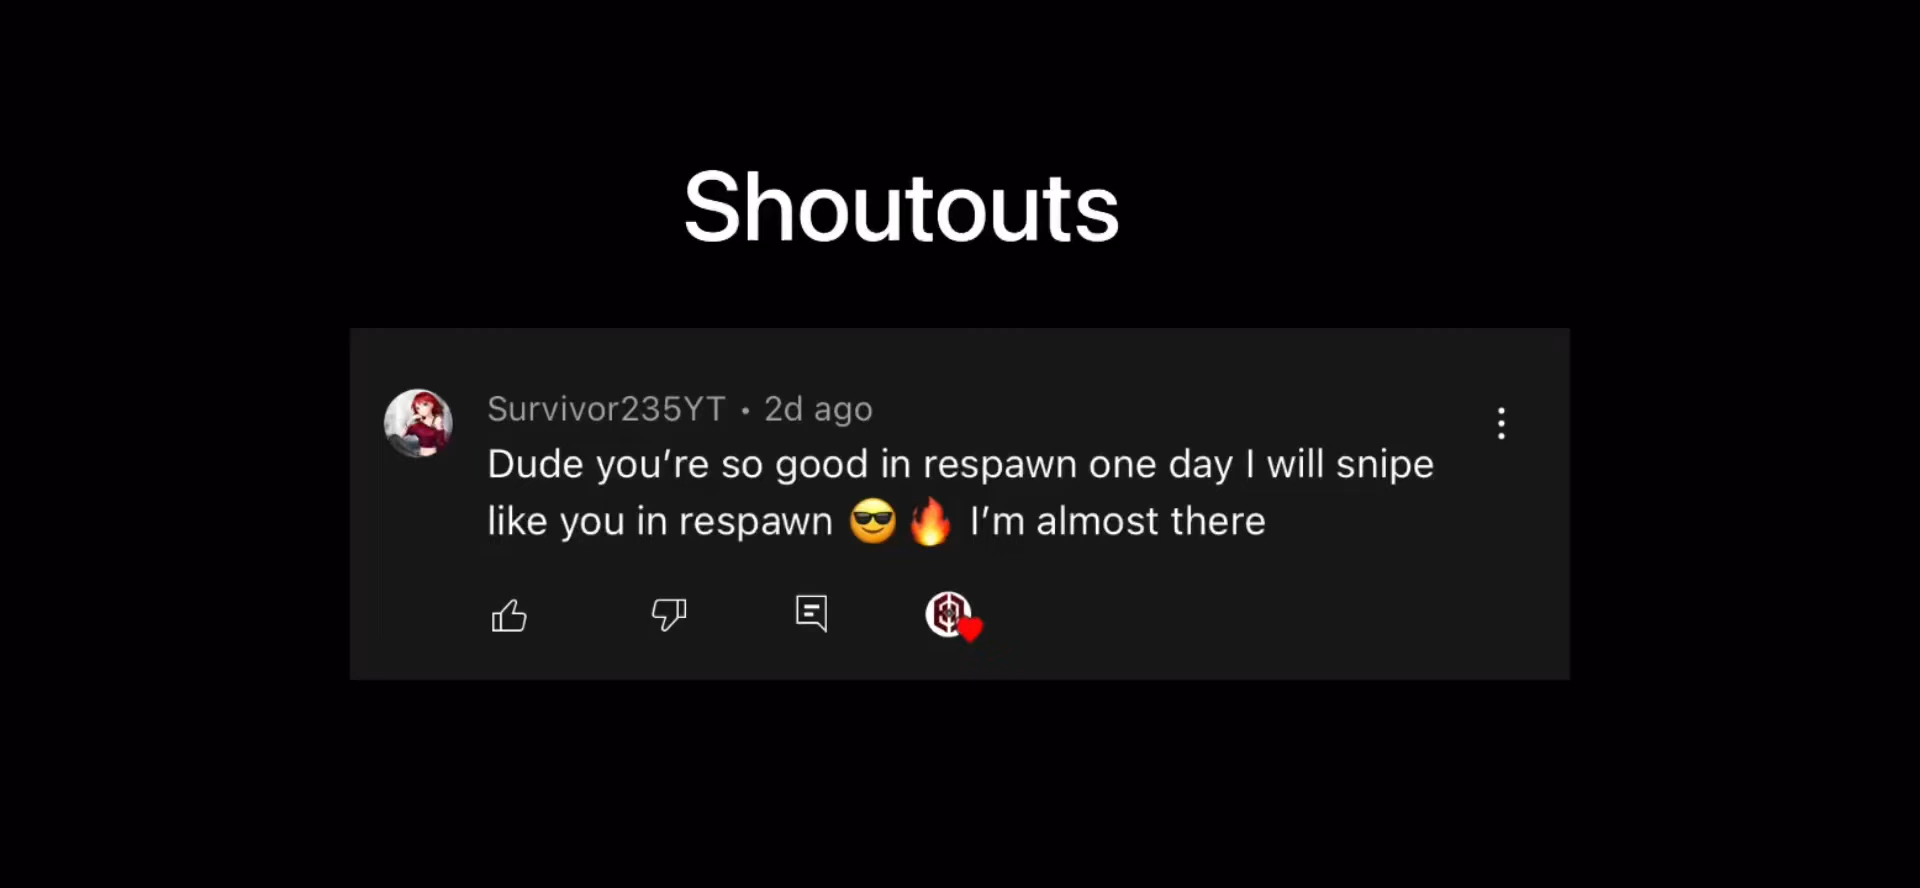 Shoutouts
Survivor235YT • 2d ago
Dude you’re so good in respawn one day I will snipe
like you in respawn 😎🔥 I’m almost there